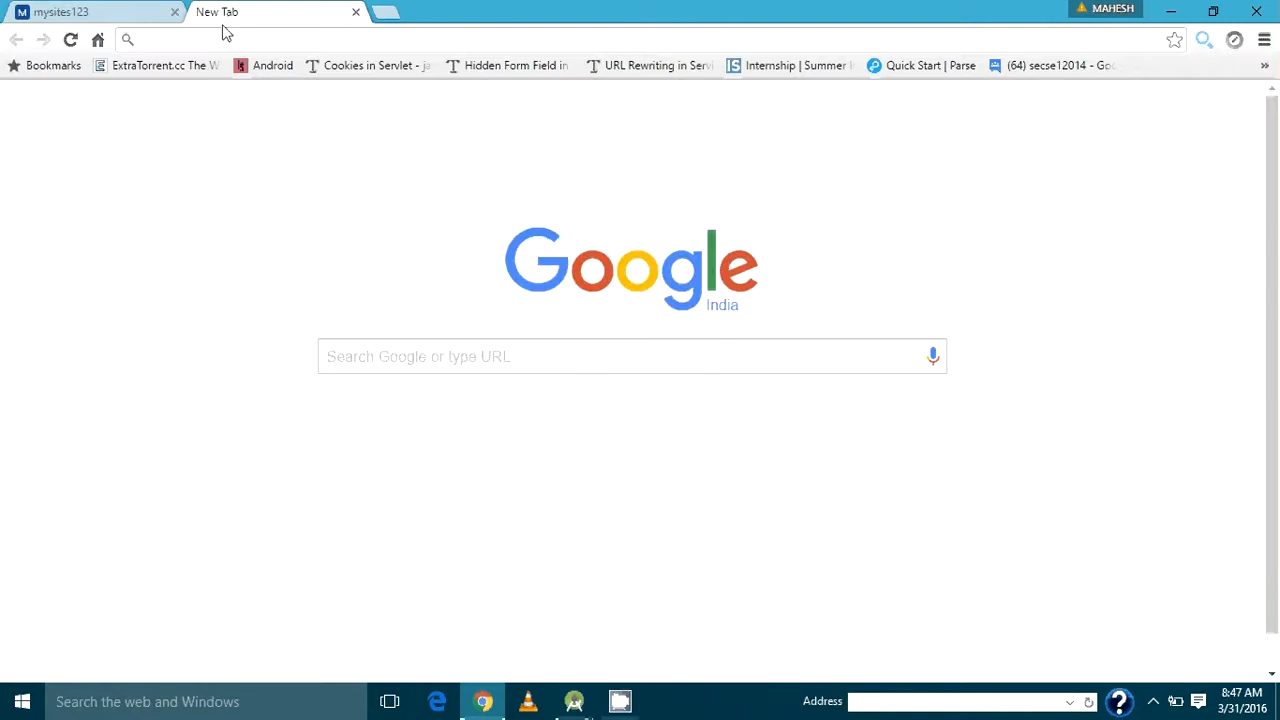 mysites123
New Tab
MAHESH
Bookmarks
ExtraTorrent.cc The W
Android
Cookies in Servlet - ja
Hidden Form Field in
URL Rewriting in Servl
Internship | Summer I
Quick Start | Parse
(64) secse12014 - Goo
»
Google
India
Search Google or type URL
Search the web and Windows
Address
8:47 AM
3/31/2016